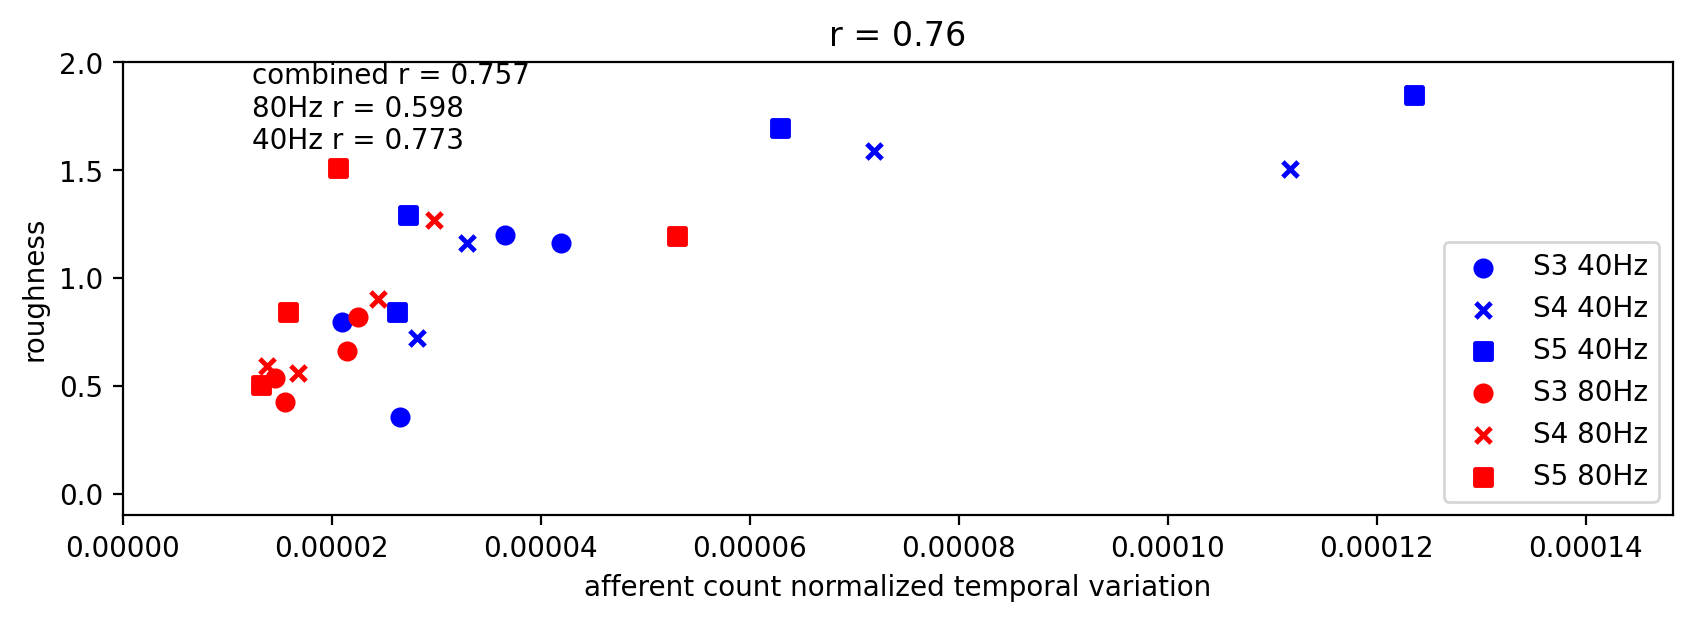 r = 0.76
combined r = 0.757
80Hz r = 0.598
40Hz r = 0.773
2.0
1.5
1.0
0.5
0.0
roughness
S3 40Hz
S4 40Hz
S5 40Hz
S3 80Hz
S4 80Hz
S5 80Hz
0.00000 0.00002 0.00004 0.00006 0.00008 0.00010 0.00012 0.00014
afferent count normalized temporal variation